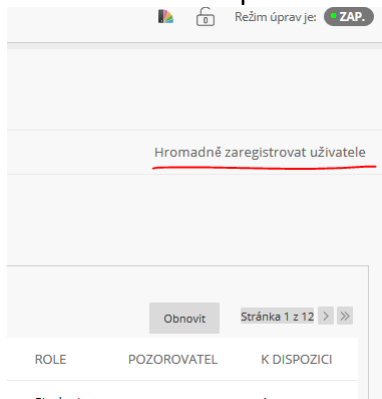 Režim úprav je: ZAP.
Hromadně zaregistrovat uživatele
Obnovit Stránka 1 z 12
ROLE POZOROVATEL K DISPOZICI